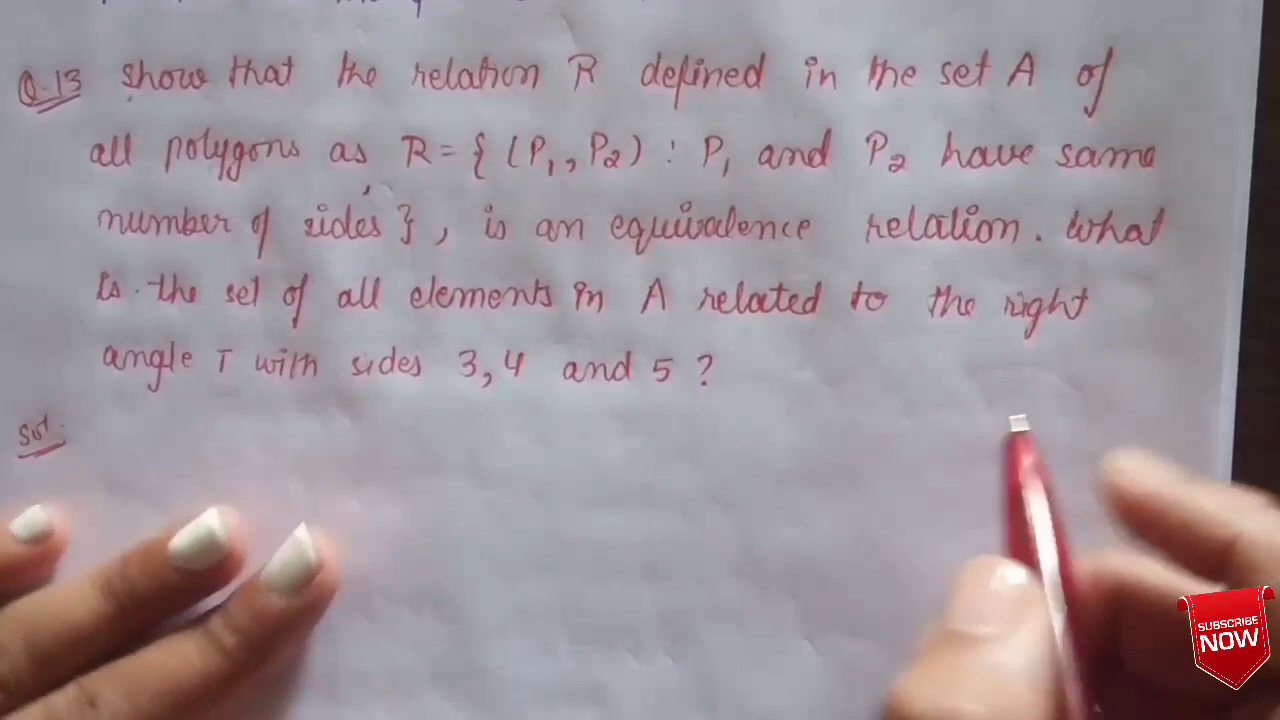 Q.13 show that the relation R defined in the set A of
all polygons as R = { (P1, P2) : P1 and P2 have same
number of sides } , is an equivalence relation. what
is the set of all elements in A related to the right
angle T with sides 3, 4 and 5 ?
Sol.
SUBSCRIBE
NOW